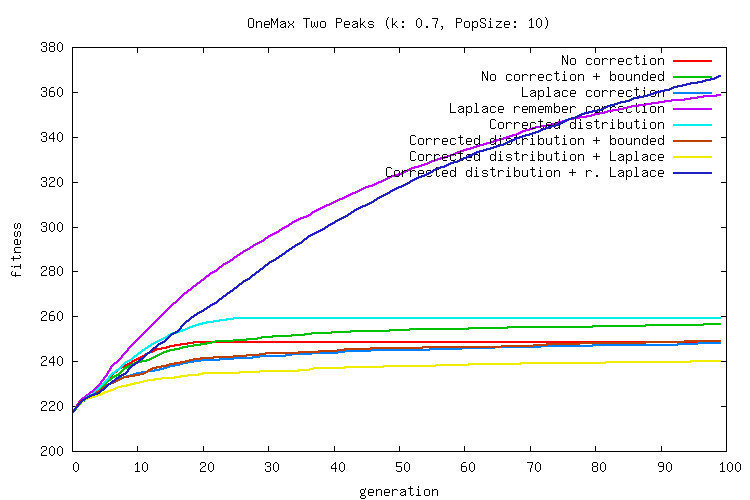 OneMax Two Peaks (k: 0.7, PopSize: 10)
380
360
340
320
300
280
260
240
220
200
fitness
No correction
No correction + bounded
Laplace correction
Laplace remember correction
Corrected distribution
Corrected distribution + bounded
Corrected distribution + Laplace
Corrected distribution + r. Laplace
0 10 20 30 40 50 60 70 80 90 100
generation